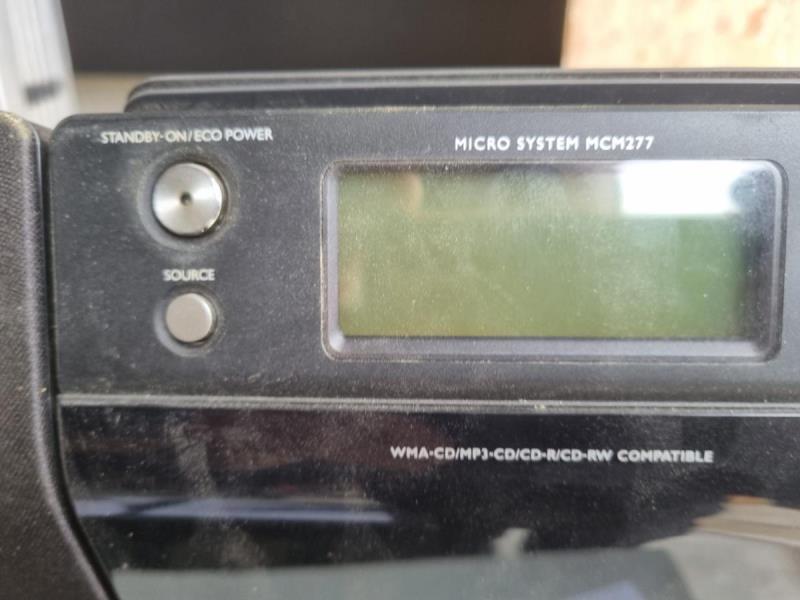 STANDBY-ON/ECO POWER
MICRO SYSTEM MCM277
SOURCE
WMA-CD/MP3-CD/CD-R/CD-RW COMPATIBLE